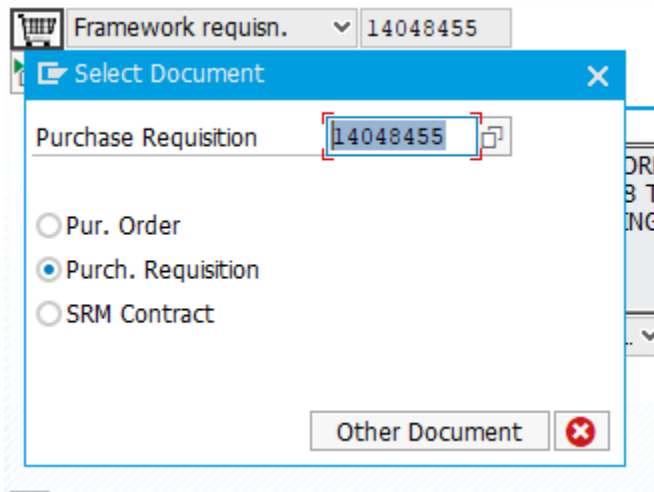 Framework requisn. 14048455
Select Document
Purchase Requisition 14048455
Pur. Order
Purch. Requisition
SRM Contract
Other Document